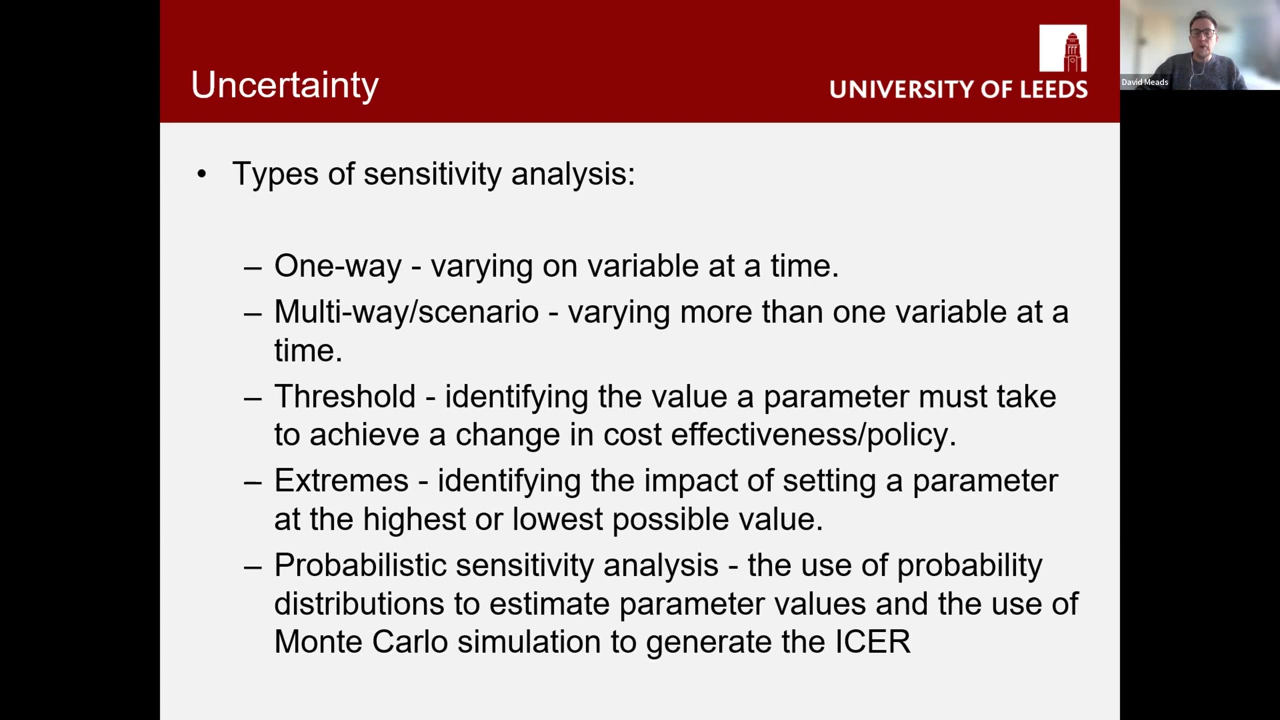 Uncertainty
UNIVERSITY OF LEEDS
David Meads
• Types of sensitivity analysis:
– One-way - varying on variable at a time.
– Multi-way/scenario - varying more than one variable at a
time.
– Threshold - identifying the value a parameter must take
to achieve a change in cost effectiveness/policy.
– Extremes - identifying the impact of setting a parameter
at the highest or lowest possible value.
– Probabilistic sensitivity analysis - the use of probability
distributions to estimate parameter values and the use of
Monte Carlo simulation to generate the ICER